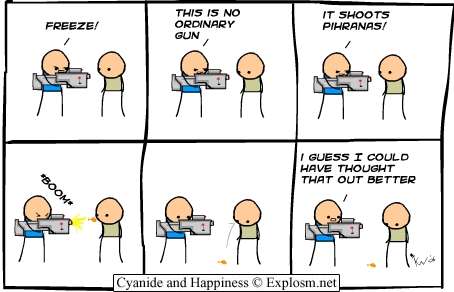 FREEZE!
THIS IS NO
ORDINARY
GUN
IT SHOOTS
PIHRANAS!
*BOOM*
I GUESS I COULD
HAVE THOUGHT
THAT OUT BETTER
Cyanide and Happiness © Explosm.net